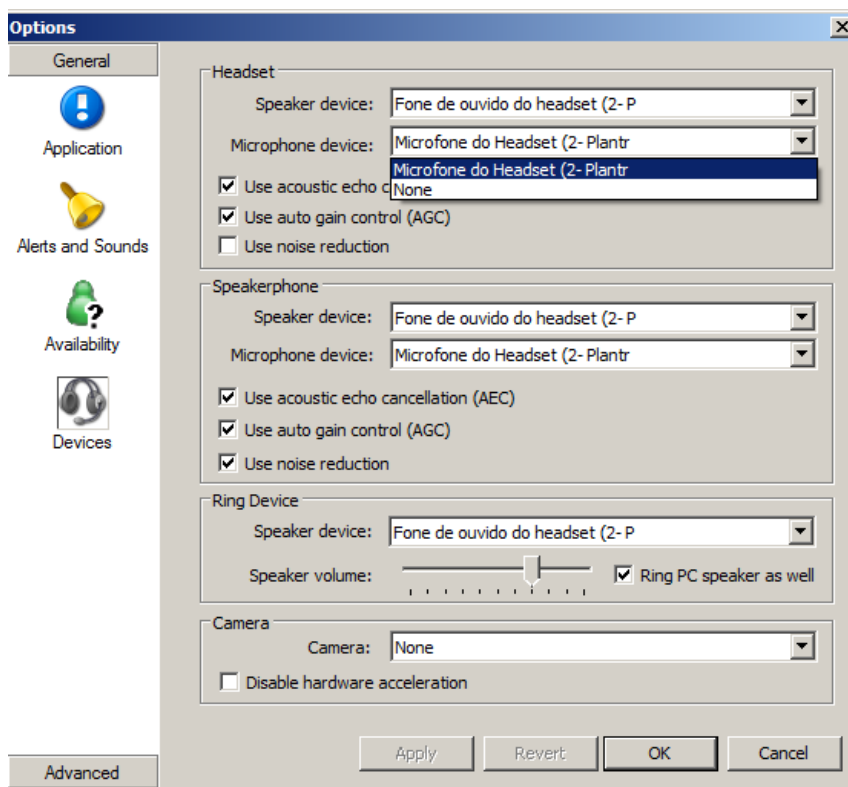 Options
General
Application
Alerts and Sounds
Availability
Devices
Advanced
Headset
Speaker device: Fone de ouvido do headset (2- P
Microphone device: Microfone do Headset (2- Plantr
Microfone do Headset (2- Plantr
None
Use acoustic echo c
Use auto gain control (AGC)
Use noise reduction
Speakerphone
Speaker device: Fone de ouvido do headset (2- P
Microphone device: Microfone do Headset (2- Plantr
Use acoustic echo cancellation (AEC)
Use auto gain control (AGC)
Use noise reduction
Ring Device
Speaker device: Fone de ouvido do headset (2- P
Speaker volume: Ring PC speaker as well
Camera
Camera: None
Disable hardware acceleration
Apply Revert OK Cancel